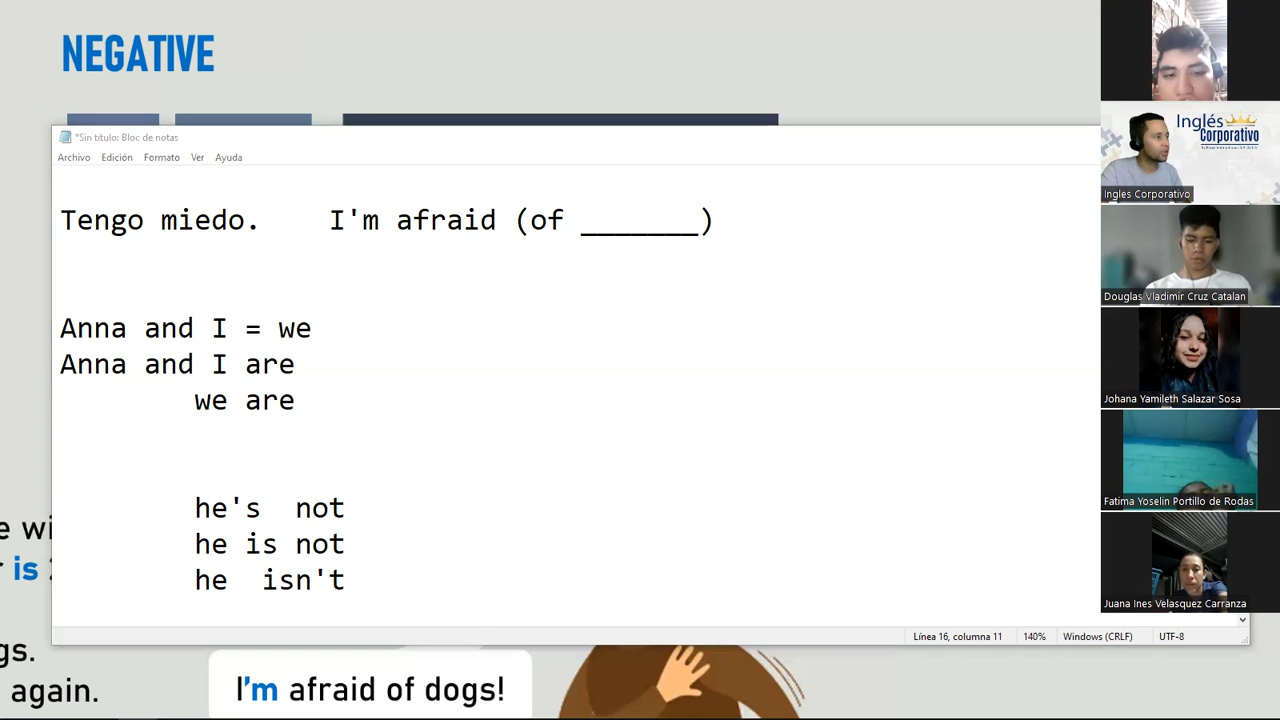 NEGATIVE
*Sin título: Bloc de notas
Archivo Edición Formato Ver Ayuda
Tengo miedo. I'm afraid (of _______)
Anna and I = we
Anna and I are
we are
he's not
he is not
he isn't
Línea 16, columna 11 140% Windows (CRLF) UTF-8
is
gs.
again.
I'm afraid of dogs!
Inglés
Corporativo
Ingles Corporativo
Douglas Vladimir Cruz Catalan
Johana Yamileth Salazar Sosa
Fatima Yoselin Portillo de Rodas
Juana Ines Velasquez Carranza